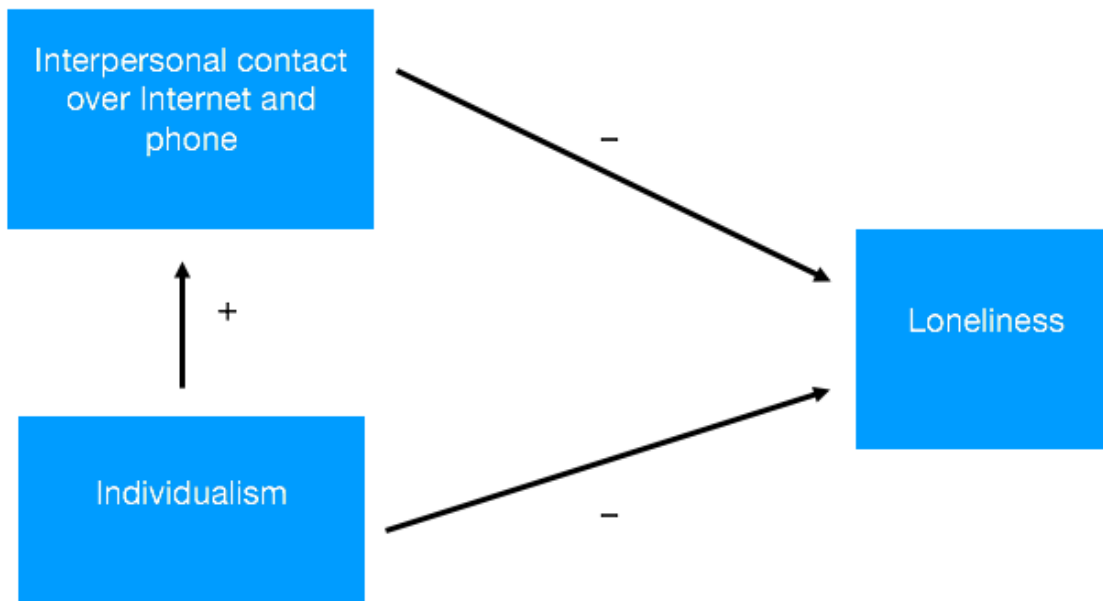 Interpersonal contact
over Internet and
phone
–
+
Loneliness
Individualism
–